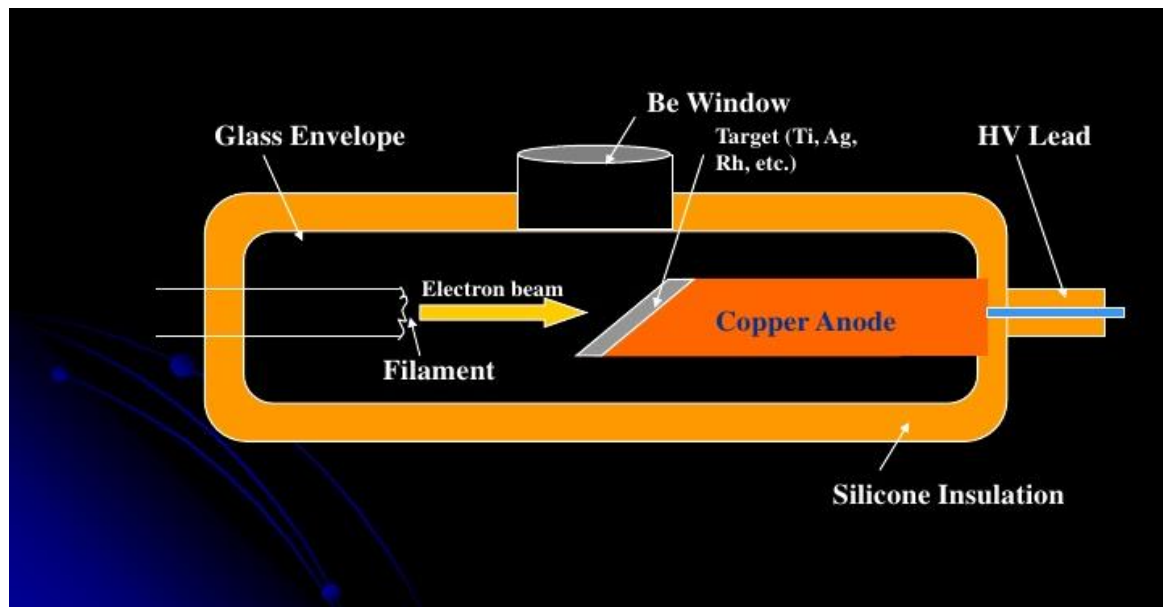 Be Window
Glass Envelope
Target (Ti, Ag,
Rh, etc.)
HV Lead
Electron beam
Copper Anode
Filament
Silicone Insulation